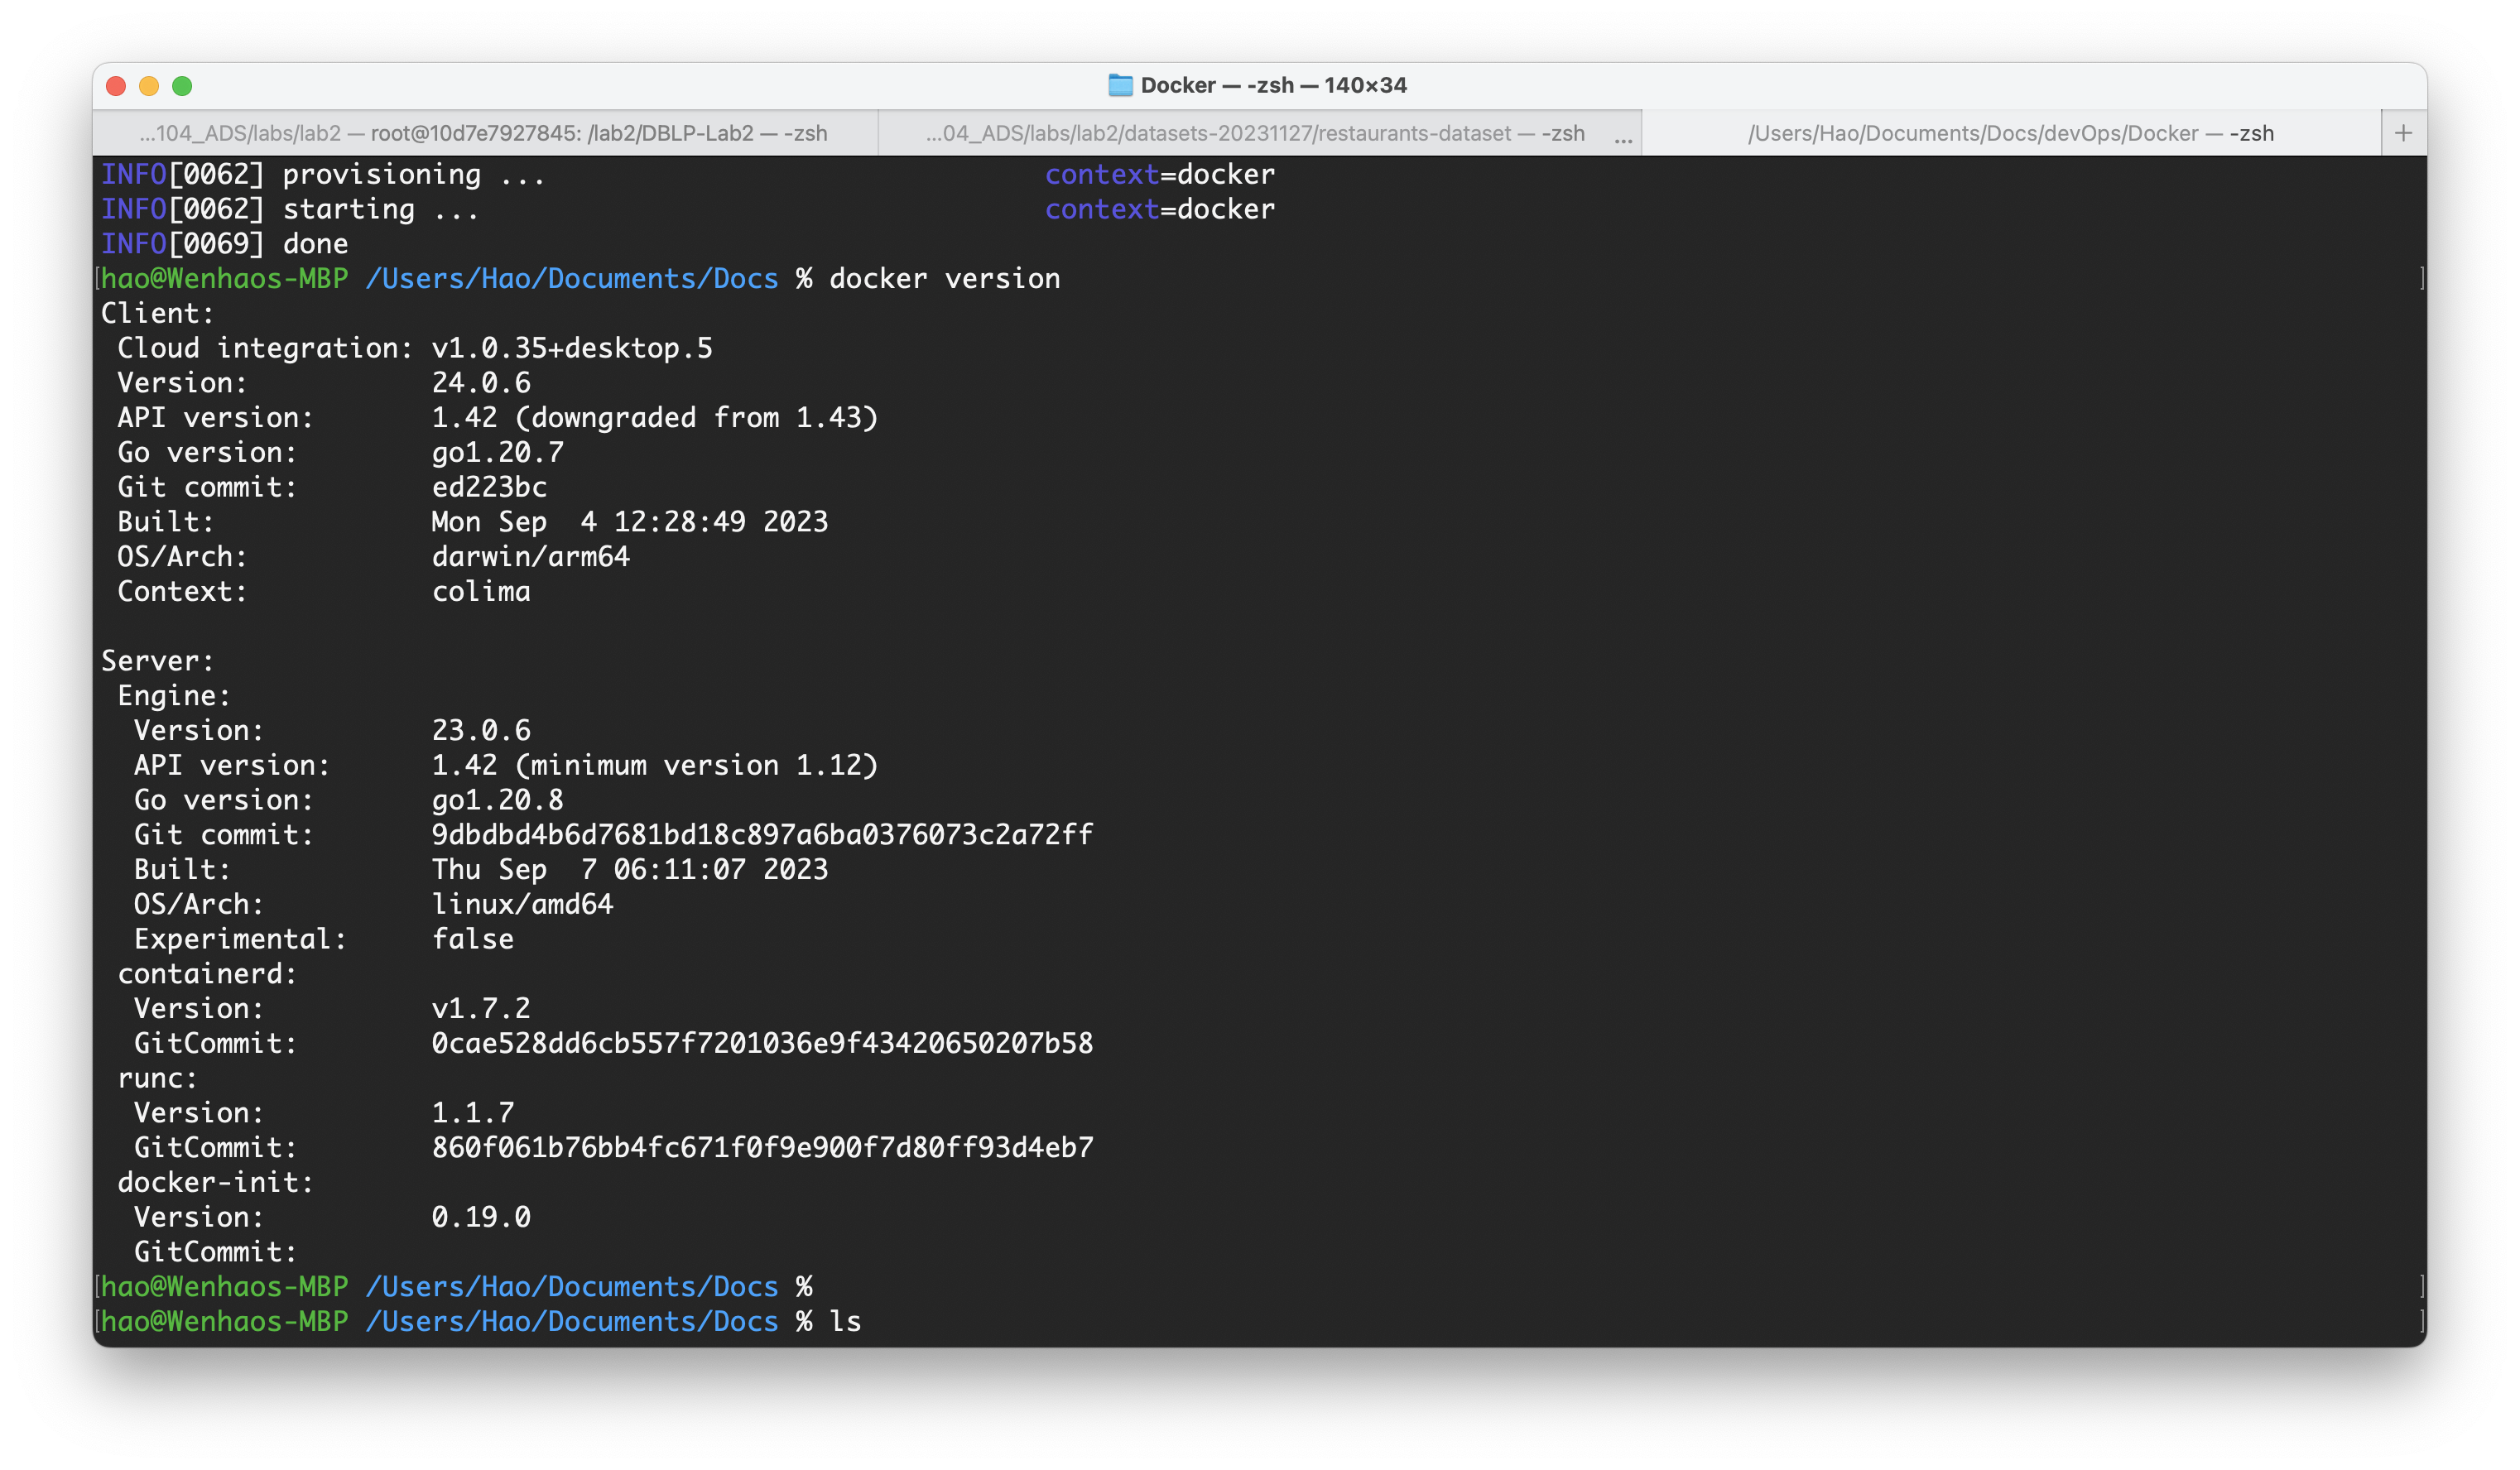 Docker — -zsh — 140×34
...104_ADS/labs/lab2 — root@10d7e7927845: /lab2/DBLP-Lab2 — -zsh
...04_ADS/labs/lab2/datasets-20231127/restaurants-dataset — -zsh ...
/Users/Hao/Documents/Docs/devOps/Docker — -zsh
+
INFO[0062] provisioning ... context=docker
INFO[0062] starting ... context=docker
INFO[0069] done
[hao@Wenhaos-MBP /Users/Hao/Documents/Docs % docker version ]
Client:
Cloud integration: v1.0.35+desktop.5
Version: 24.0.6
API version: 1.42 (downgraded from 1.43)
Go version: go1.20.7
Git commit: ed223bc
Built: Mon Sep  4 12:28:49 2023
OS/Arch: darwin/arm64
Context: colima
Server:
Engine:
Version: 23.0.6
API version: 1.42 (minimum version 1.12)
Go version: go1.20.8
Git commit: 9dbdbd4b6d7681bd18c897a6ba0376073c2a72ff
Built: Thu Sep  7 06:11:07 2023
OS/Arch: linux/amd64
Experimental: false
containerd:
Version: v1.7.2
GitCommit: 0cae528dd6cb557f7201036e9f43420650207b58
runc:
Version: 1.1.7
GitCommit: 860f061b76bb4fc671f0f9e900f7d80ff93d4eb7
docker-init:
Version: 0.19.0
GitCommit:
[hao@Wenhaos-MBP /Users/Hao/Documents/Docs % ]
[hao@Wenhaos-MBP /Users/Hao/Documents/Docs % ls ]